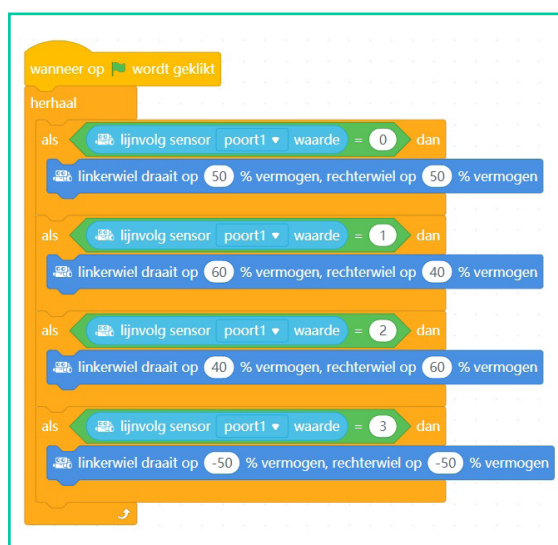 wanneer op wordt geklikt
herhaal
als lijnvolg sensor poort1 waarde = 0 dan
linkerwiel draait op 50 % vermogen, rechterwiel op 50 % vermogen
als lijnvolg sensor poort1 waarde = 1 dan
linkerwiel draait op 60 % vermogen, rechterwiel op 40 % vermogen
als lijnvolg sensor poort1 waarde = 2 dan
linkerwiel draait op 40 % vermogen, rechterwiel op 60 % vermogen
als lijnvolg sensor poort1 waarde = 3 dan
linkerwiel draait op -50 % vermogen, rechterwiel op -50 % vermogen